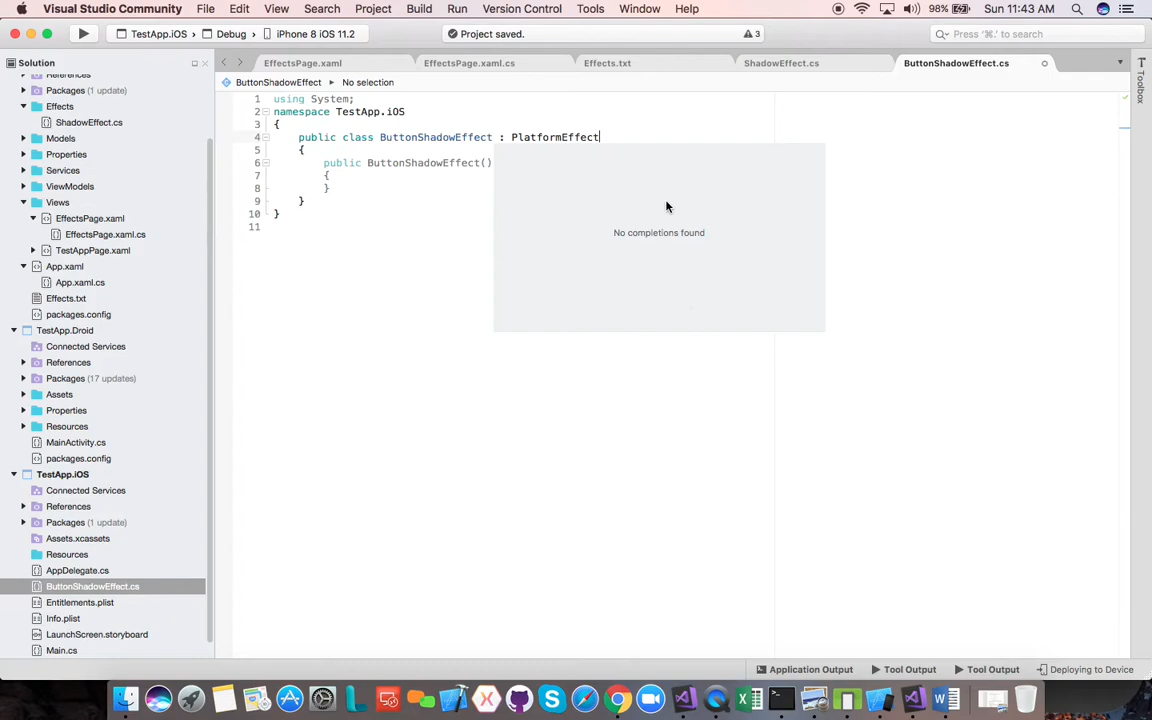 Visual Studio Community File Edit View Search Project Build Run Version Control Tools Window Help 98% Sun 11:43 AM
TestApp.iOS Debug iPhone 8 iOS 11.2 Project saved. 3 Press '⌘.' to search
Solution
EffectsPage.xaml EffectsPage.xaml.cs Effects.txt ShadowEffect.cs ButtonShadowEffect.cs
ButtonShadowEffect No selection
Toolbox
References
Packages (1 update)
Effects
ShadowEffect.cs
Models
Properties
Services
ViewModels
Views
EffectsPage.xaml
EffectsPage.xaml.cs
TestAppPage.xaml
App.xaml
App.xaml.cs
Effects.txt
packages.config
TestApp.Droid
Connected Services
References
Packages (17 updates)
Assets
Properties
Resources
MainActivity.cs
packages.config
TestApp.iOS
Connected Services
References
Packages (1 update)
Assets.xcassets
Resources
AppDelegate.cs
ButtonShadowEffect.cs
Entitlements.plist
Info.plist
LaunchScreen.storyboard
Main.cs
1 using System;
2 namespace TestApp.iOS
3 {
4 public class ButtonShadowEffect : PlatformEffect
5 {
6 public ButtonShadowEffect()
7 {
8 }
9 }
10 }
11
No completions found
Application Output Tool Output Tool Output Deploying to Device